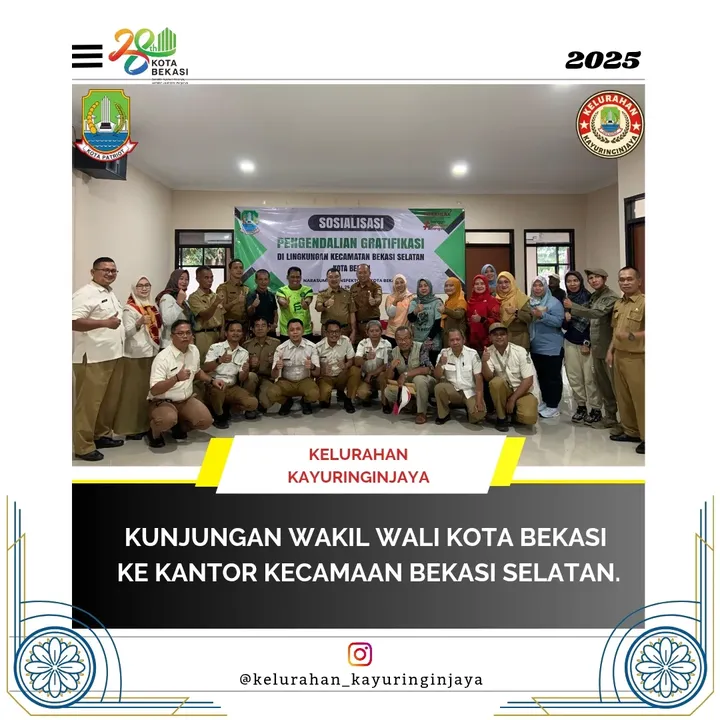 28th
KOTA
BEKASI
2025
KOTA PATRIOT
KELURAHAN
KAYURINGINJAYA
SOSIALISASI
PENGENDALIAN GRATIFIKASI
DI LINGKUNGAN KECAMATAN BEKASI SELATAN
KOTA
KELURAHAN
KAYURINGINJAYA
KUNJUNGAN WAKIL WALI KOTA BEKASI
KE KANTOR KECAMAAN BEKASI SELATAN.
@kelurahan_kayuringinjaya